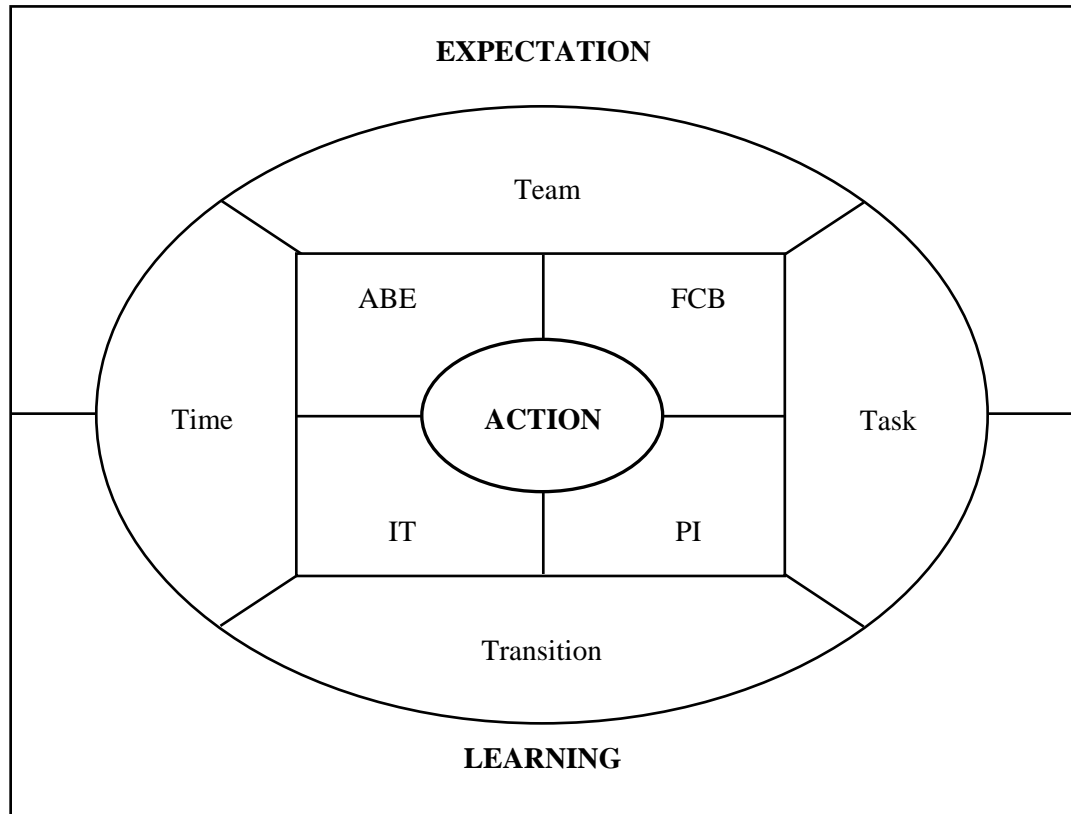 EXPECTATION
Team
ABE
FCB
Time
ACTION
Task
IT
PI
Transition
LEARNING